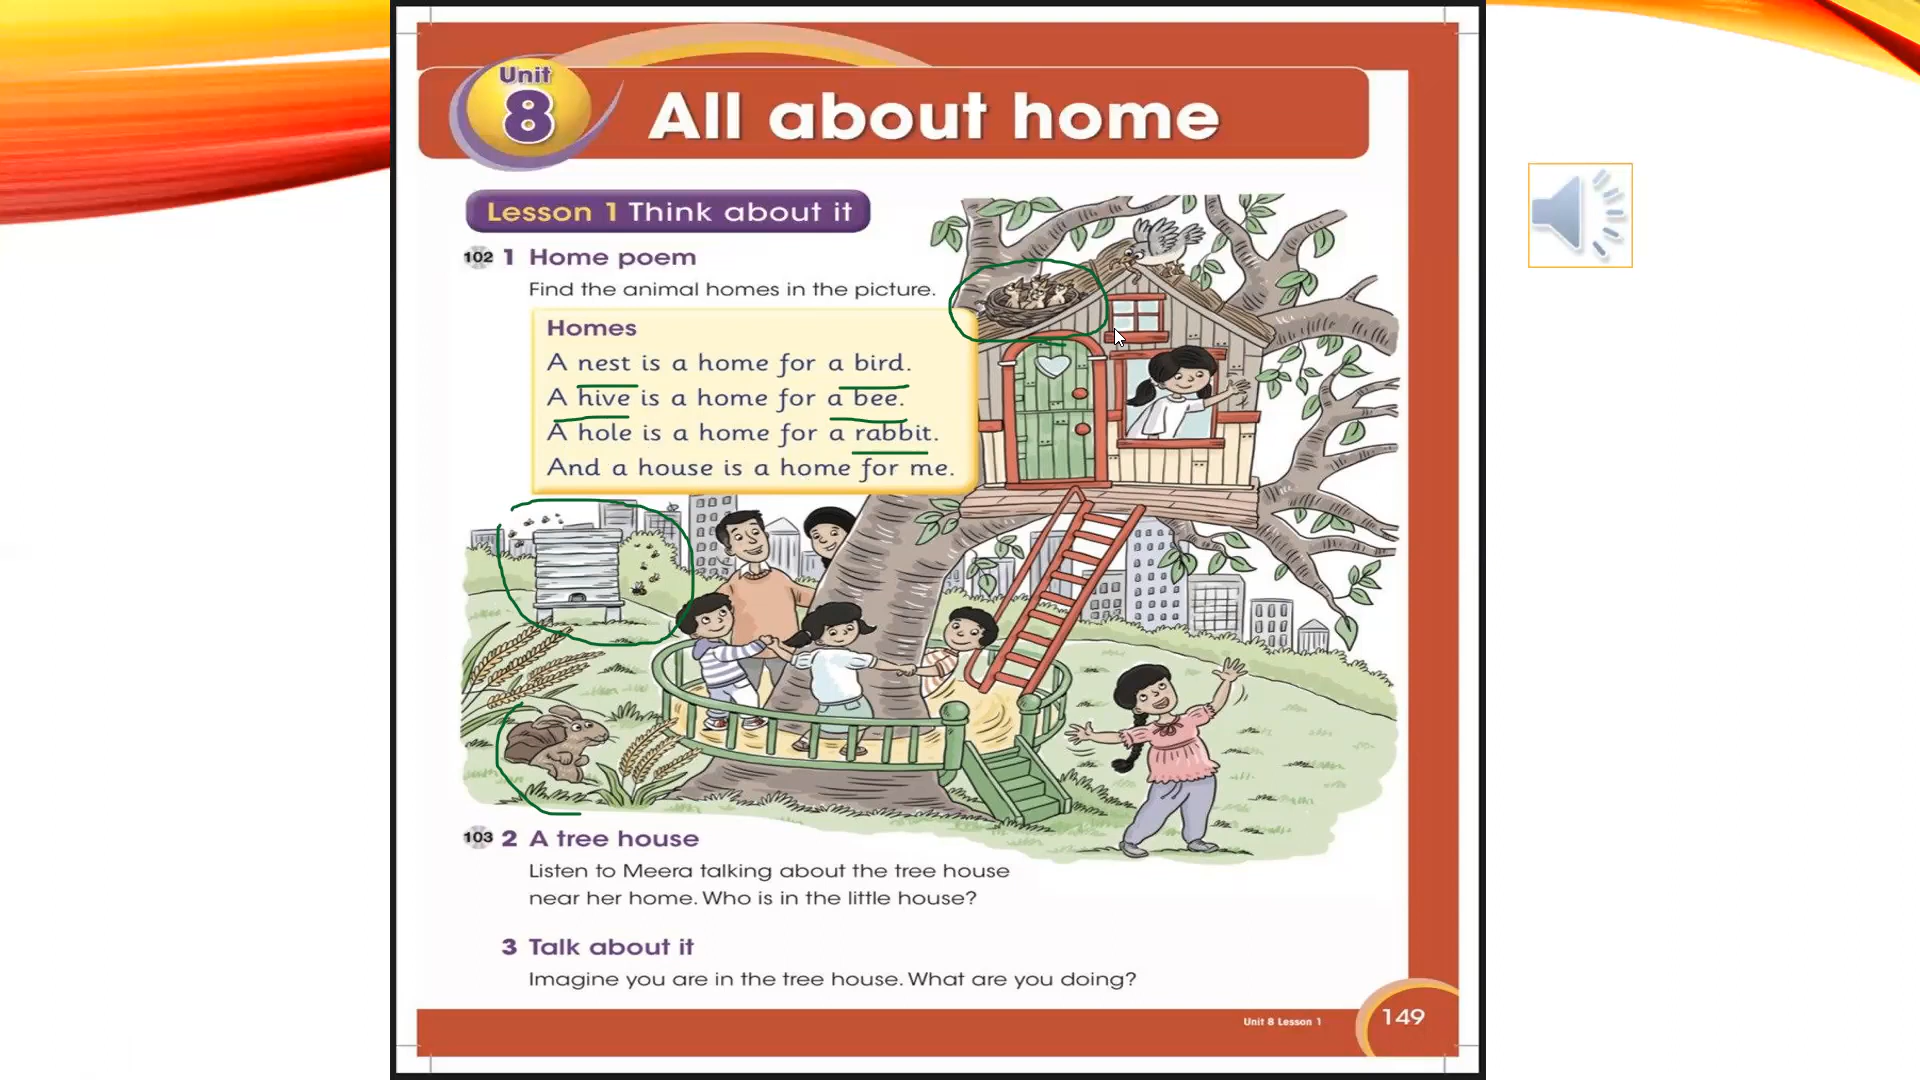 Unit
8
All about home
Lesson 1 Think about it
102 1 Home poem
Find the animal homes in the picture.
Homes
A nest is a home for a bird.
A hive is a home for a bee.
A hole is a home for a rabbit.
And a house is a home for me.
103 2 A tree house
Listen to Meera talking about the tree house
near her home. Who is in the little house?
3 Talk about it
Imagine you are in the tree house. What are you doing?
Unit 8 Lesson 1
149